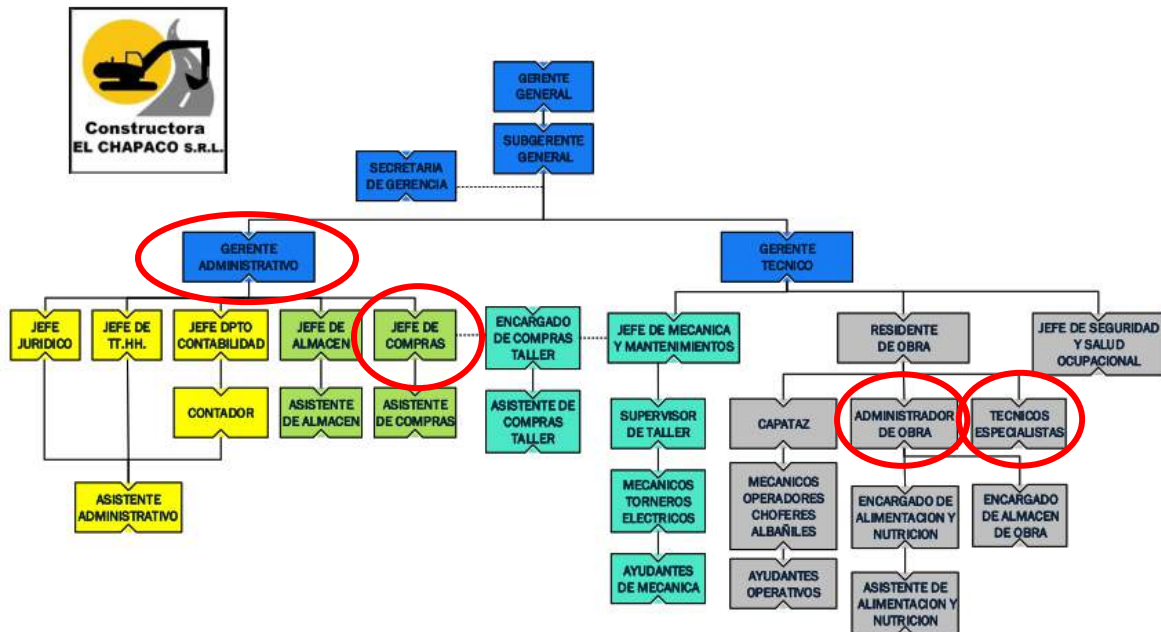 Constructora
EL CHAPACO S.R.L.
GERENTE
GENERAL
SUBGERENTE
GENERAL
SECRETARIA
DE GERENCIA
GERENTE
ADMINISTRATIVO
GERENTE
TECNICO
JEFE
JURIDICO
JEFE DE
TT.HH.
JEFE DPTO
CONTABILIDAD
JEFE DE
ALMACEN
JEFE DE
COMPRAS
ENCARGADO
DE COMPRAS
TALLER
JEFE DE MECANICA
Y MANTENIMIENTOS
RESIDENTE
DE OBRA
JEFE DE SEGURIDAD
Y SALUD
OCUPACIONAL
CONTADOR
ASISTENTE
DE ALMACEN
ASISTENTE
DE COMPRAS
ASISTENTE DE
COMPRAS
TALLER
SUPERVISOR
DE TALLER
CAPATAZ
ADMINISTRADOR
DE OBRA
TECNICOS
ESPECIALISTAS
ASISTENTE
ADMINISTRATIVO
MECANICOS
TORNEROS
ELECTRICOS
MECANICOS
OPERADORES
CHOFERES
ALBAÑILES
ENCARGADO DE
ALIMENTACION Y
NUTRICION
ENCARGADO
DE ALMACEN
DE OBRA
AYUDANTES
DE MECANICA
AYUDANTES
OPERATIVOS
ASISTENTE DE
ALIMENTACION Y
NUTRICION